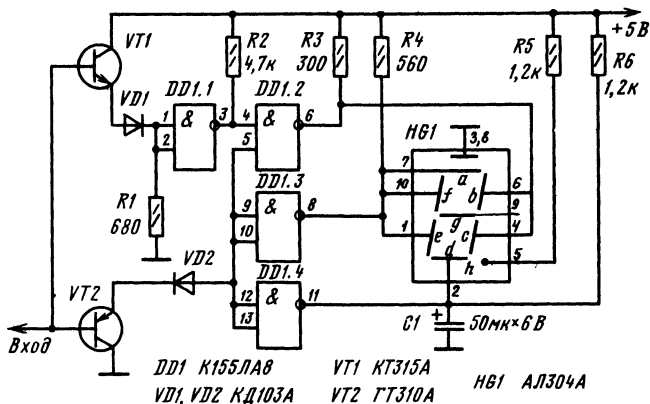 +5В
VT1
R2
4,7к
R3
300
R4
560
R5
1,2к
R6
1,2к
VD1
DD1.1
DD1.2
1
2
&
3
4
5
&
6
HG1
3,8
R1
680
DD1.3
9
10
&
8
7
10
1
a
f
b
g
e
c
d
h
6
9
4
5
2
VD2
DD1.4
12
13
&
11
VT2
Вход
C1
+
50мк×6В
DD1 К155ЛА8
VT1 КТ315А
HG1 АЛ304А
VD1, VD2 КД103А
VT2 ГТ310А